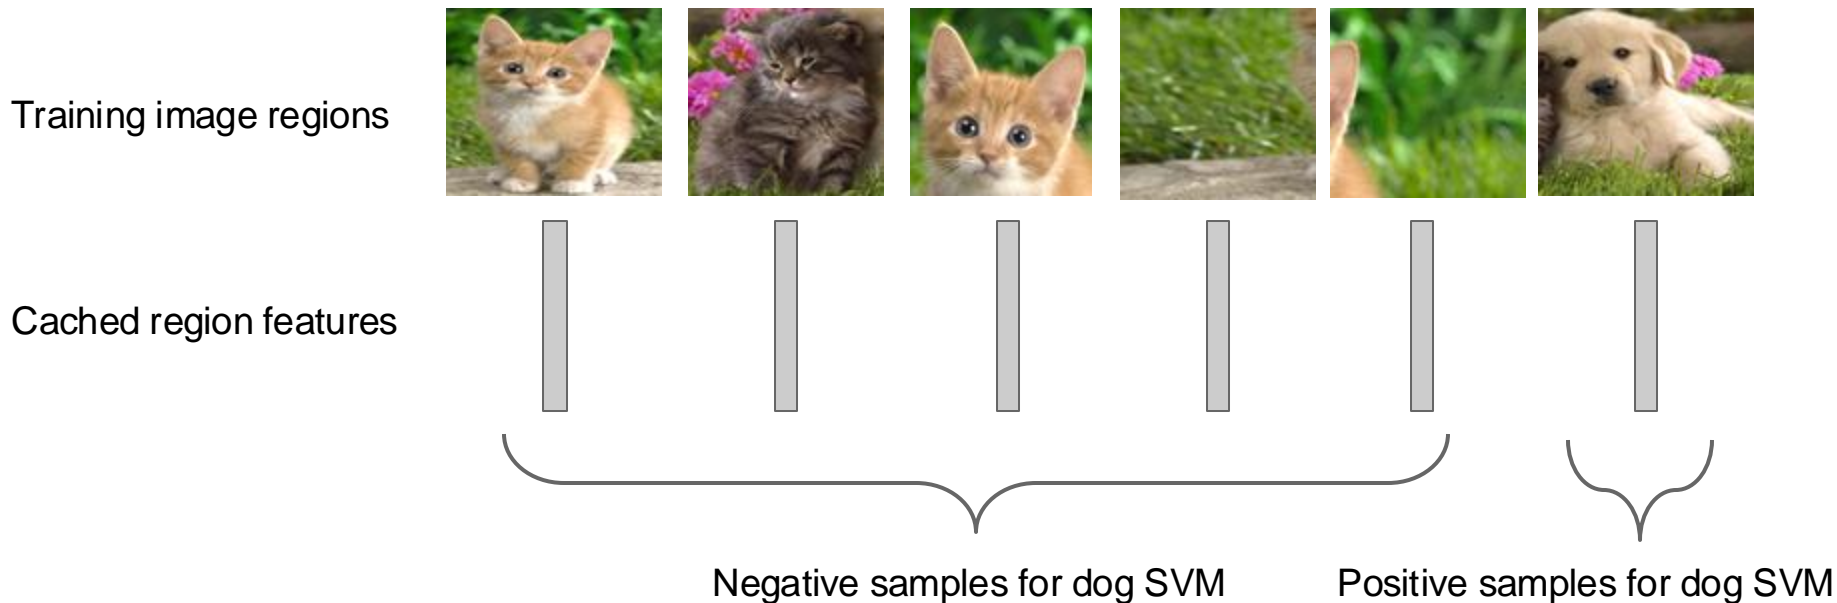 Training image regions
Cached region features
Negative samples for dog SVM
Positive samples for dog SVM